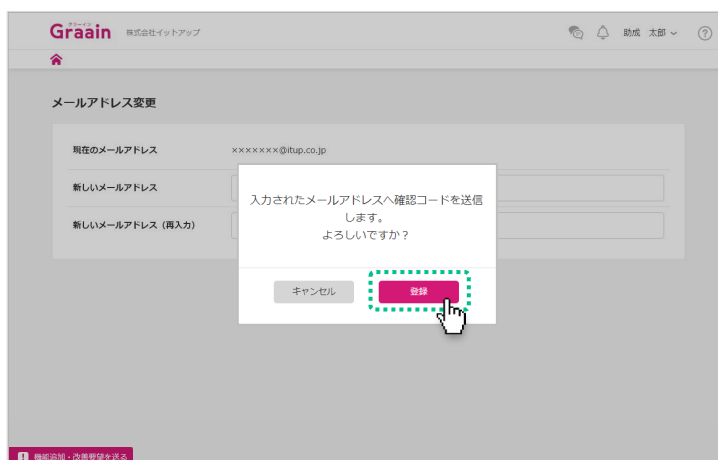 グラーイン
Graain 株式会社イットアップ 助成 太郎 ?
メールアドレス変更
現在のメールアドレス ×××××××@itup.co.jp
新しいメールアドレス
新しいメールアドレス（再入力）
入力されたメールアドレスへ確認コードを送信
します。
よろしいですか？
キャンセル 登録
! 機能追加・改善要望を送る